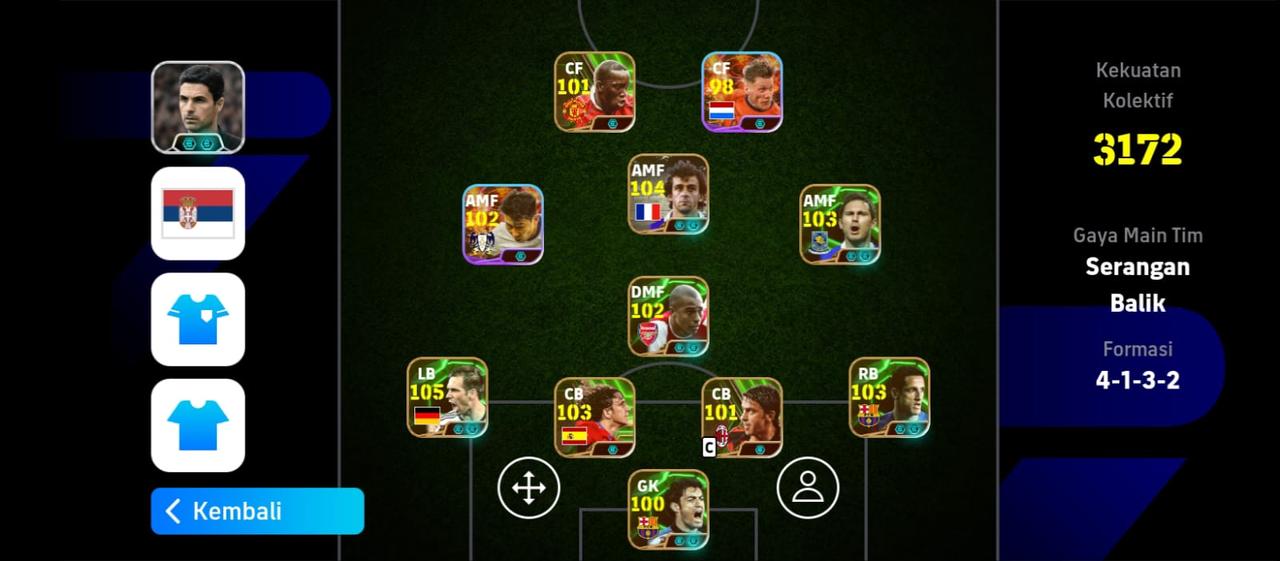 CF
101
CF
98
AMF
104
AMF
102
AMF
103
DMF
102
LB
105
CB
103
CB
101
C
RB
103
GK
100
Kembali
Kekuatan
Kolektif
3172
Gaya Main Tim
Serangan
Balik
Formasi
4-1-3-2